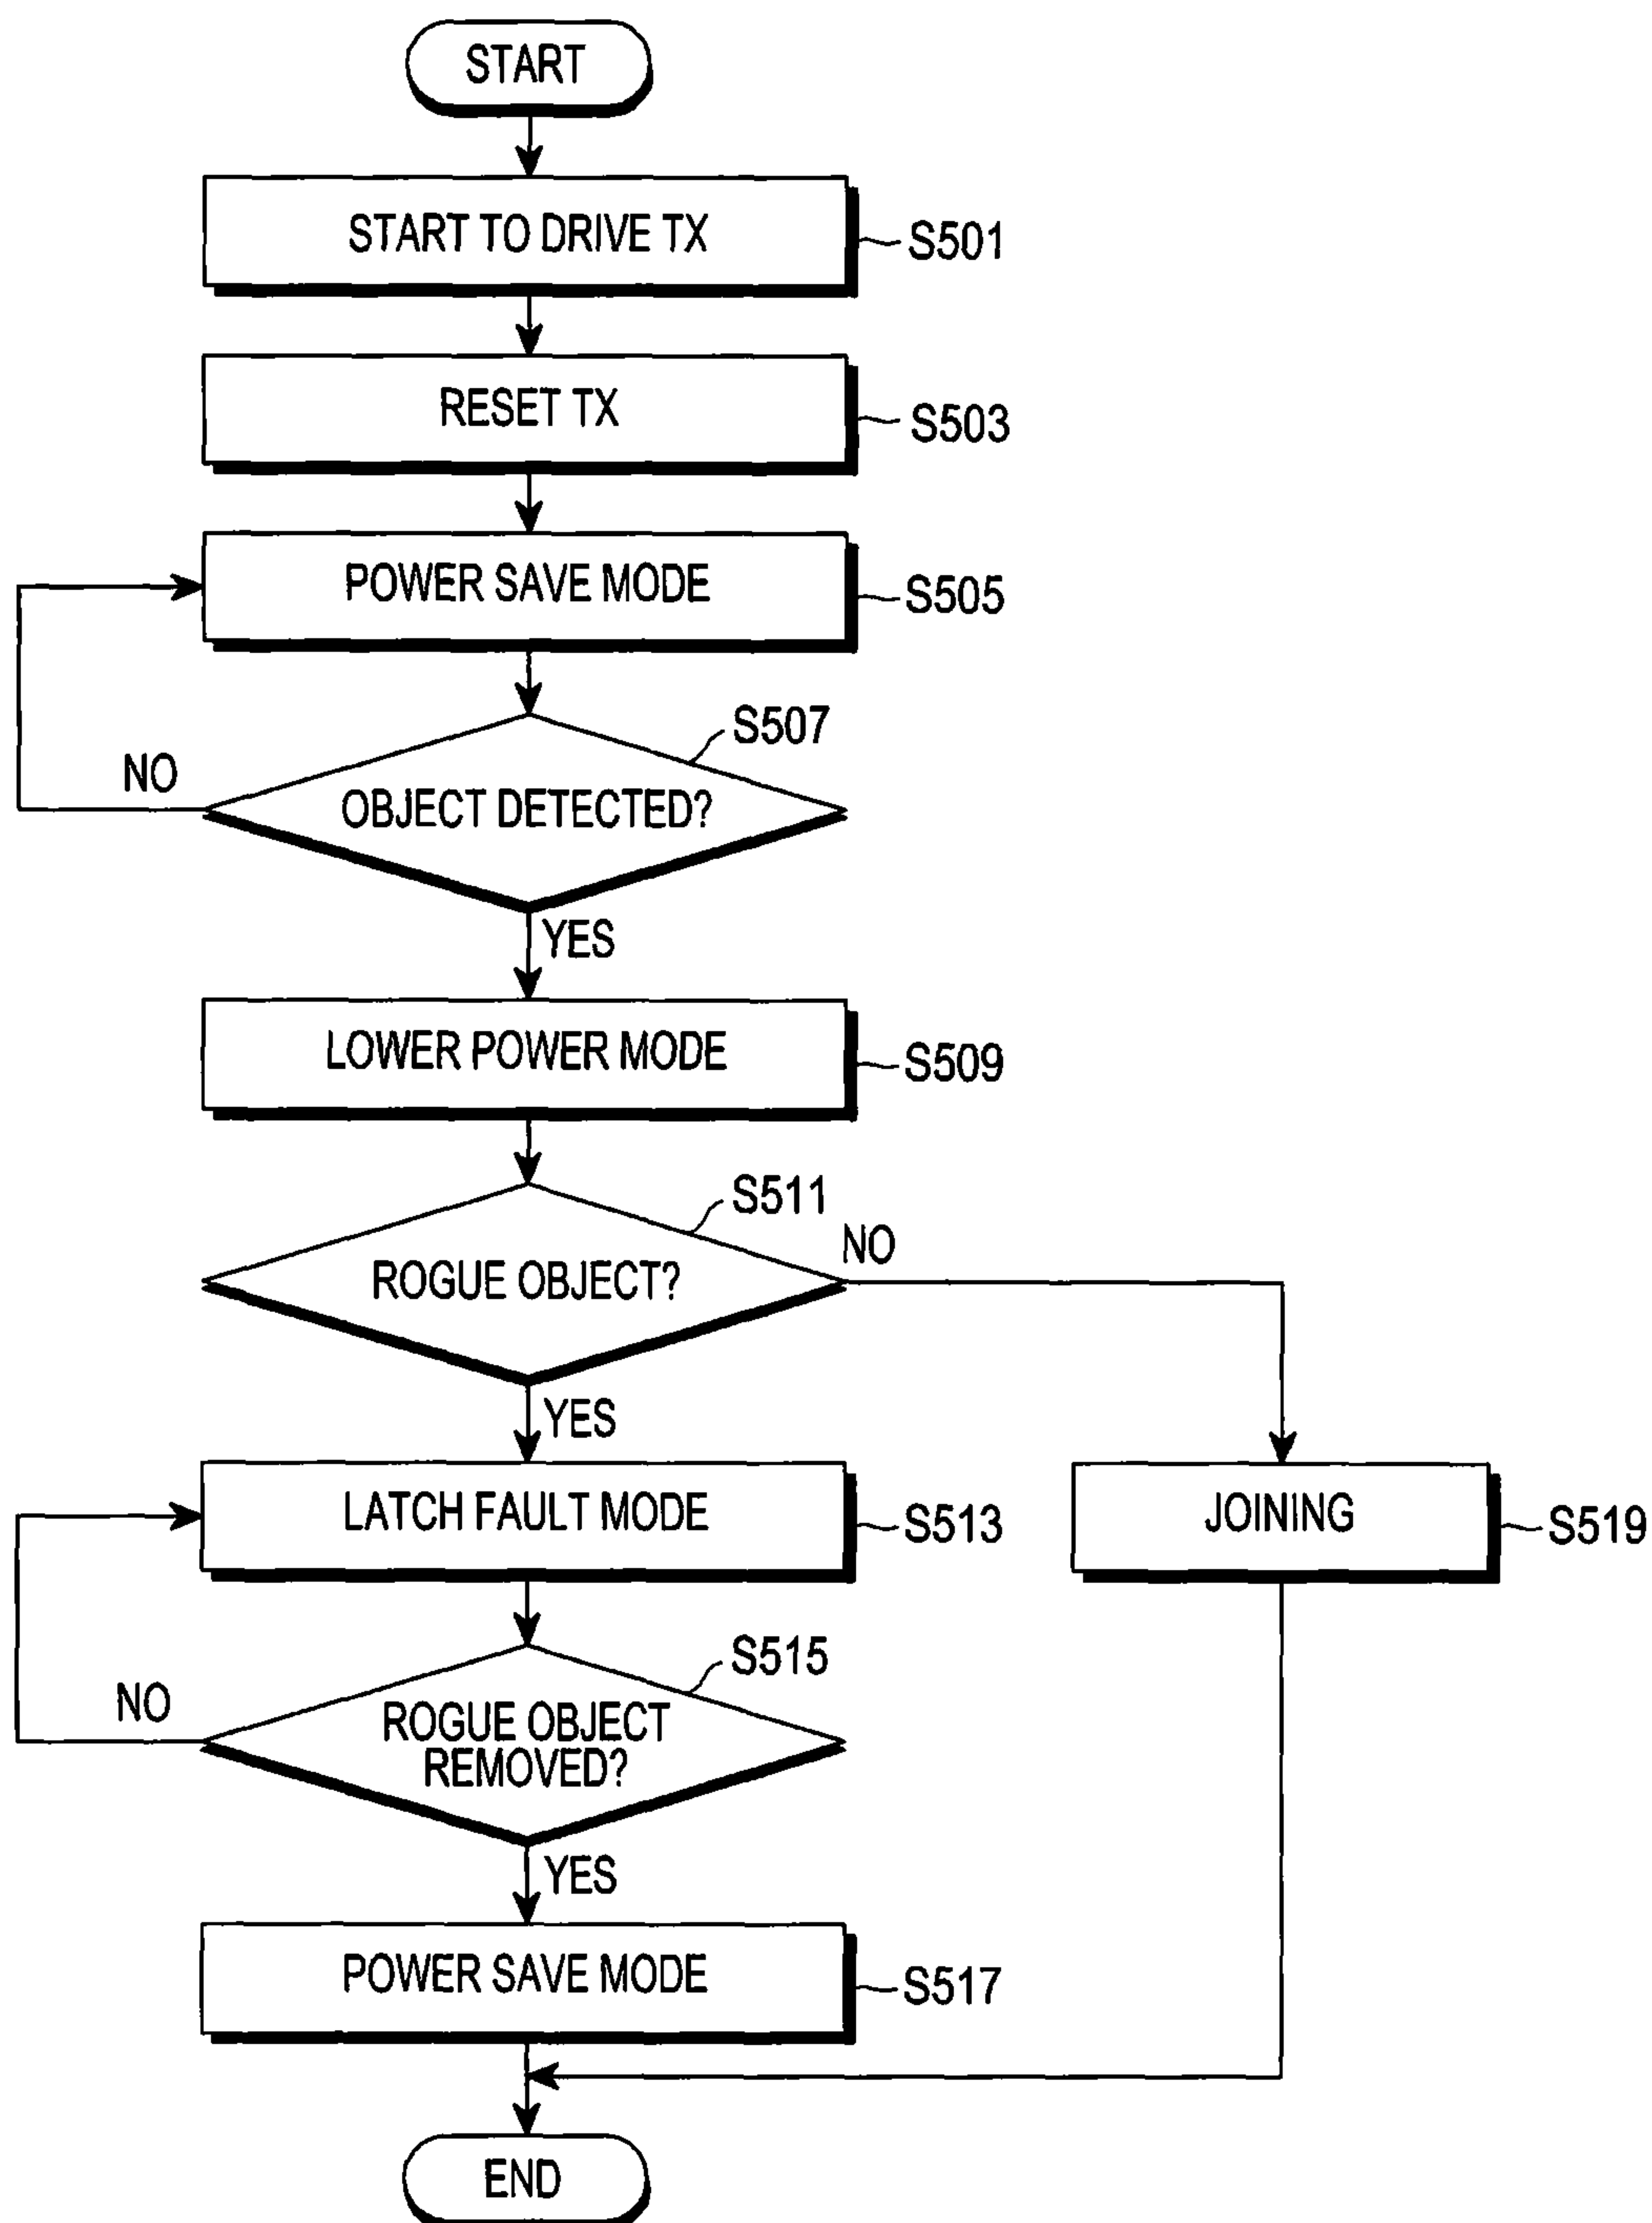 START
START TO DRIVE TX
S501
RESET TX
S503
POWER SAVE MODE
S505
S507
NO
OBJECT DETECTED?
YES
LOWER POWER MODE
S509
S511
NO
ROGUE OBJECT?
YES
LATCH FAULT MODE
S513
JOINING
S519
S515
NO
ROGUE OBJECT
REMOVED?
YES
POWER SAVE MODE
S517
END